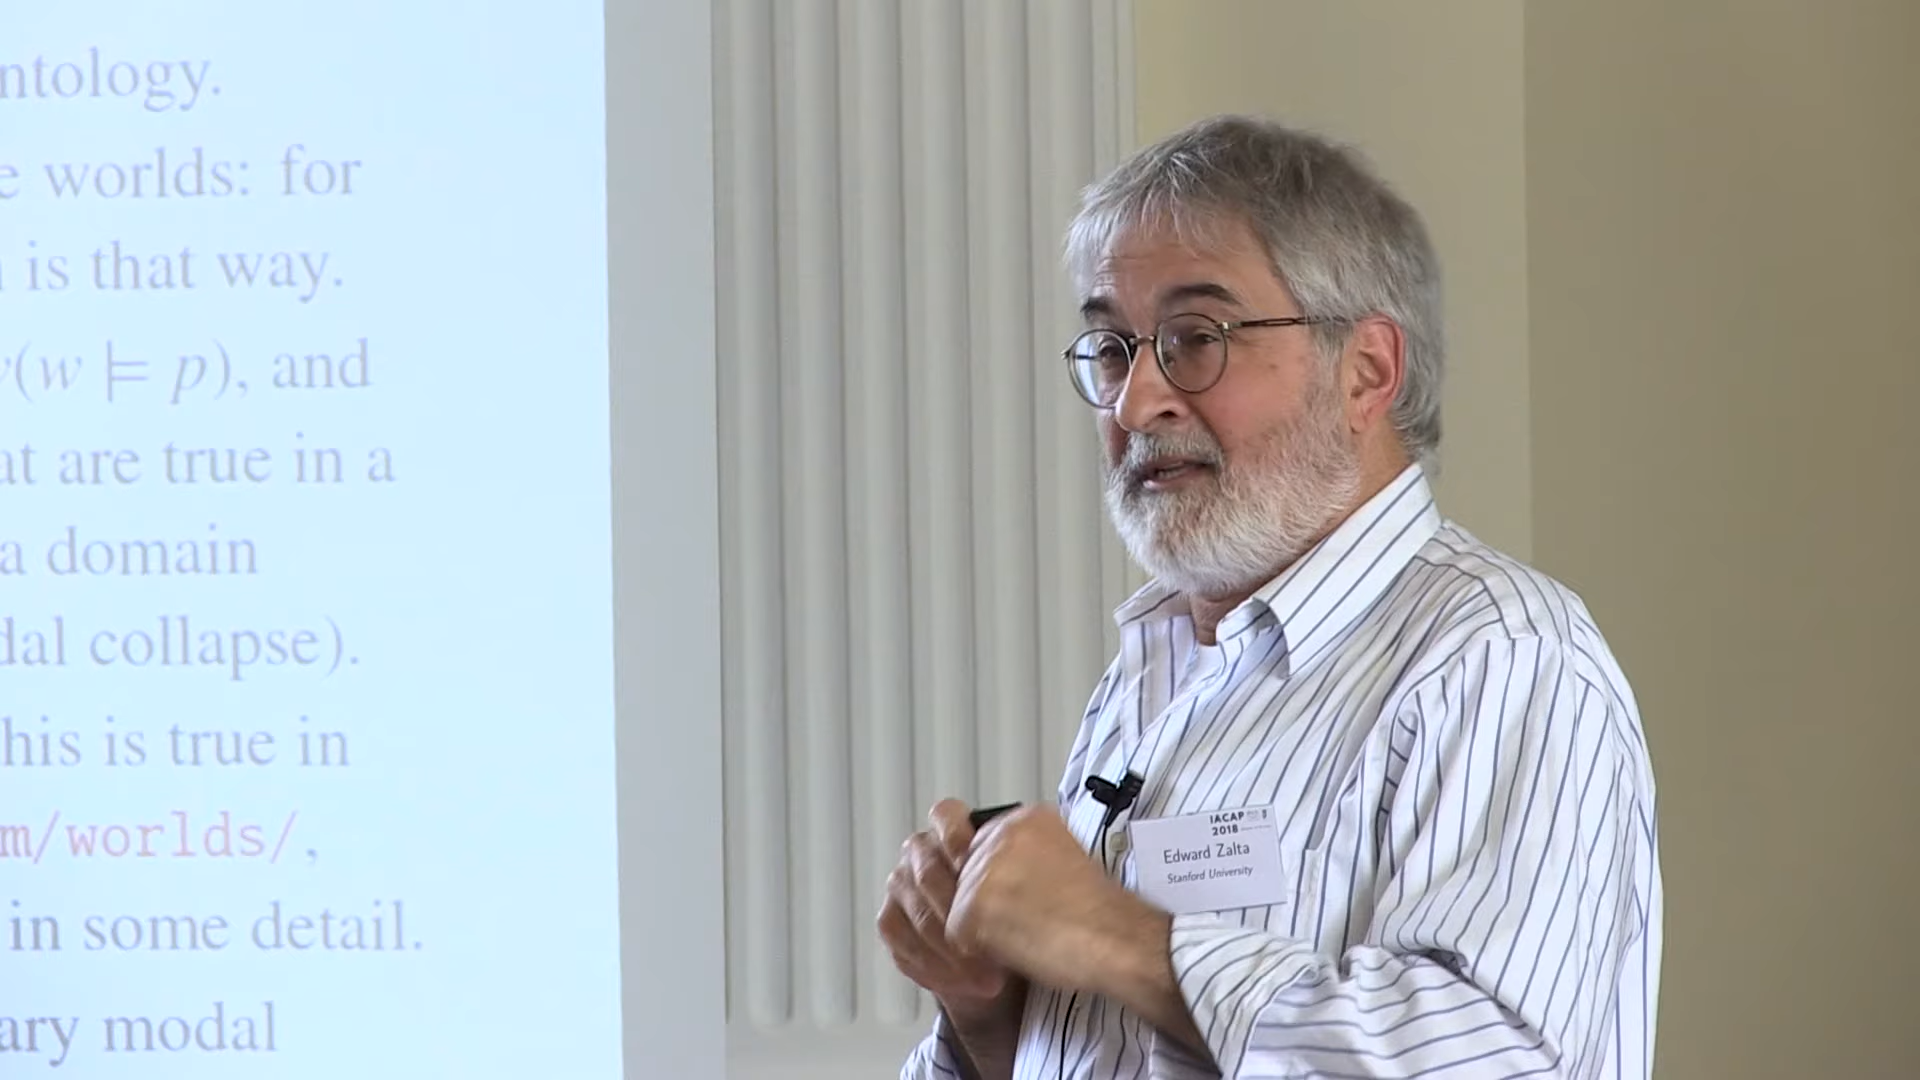 ntology.
e worlds: for
is that way.
(w ⊨ p), and
at are true in a
a domain
dal collapse).
his is true in
m/worlds/,
in some detail.
ary modal
IACAP
2018
Edward Zalta
Stanford University